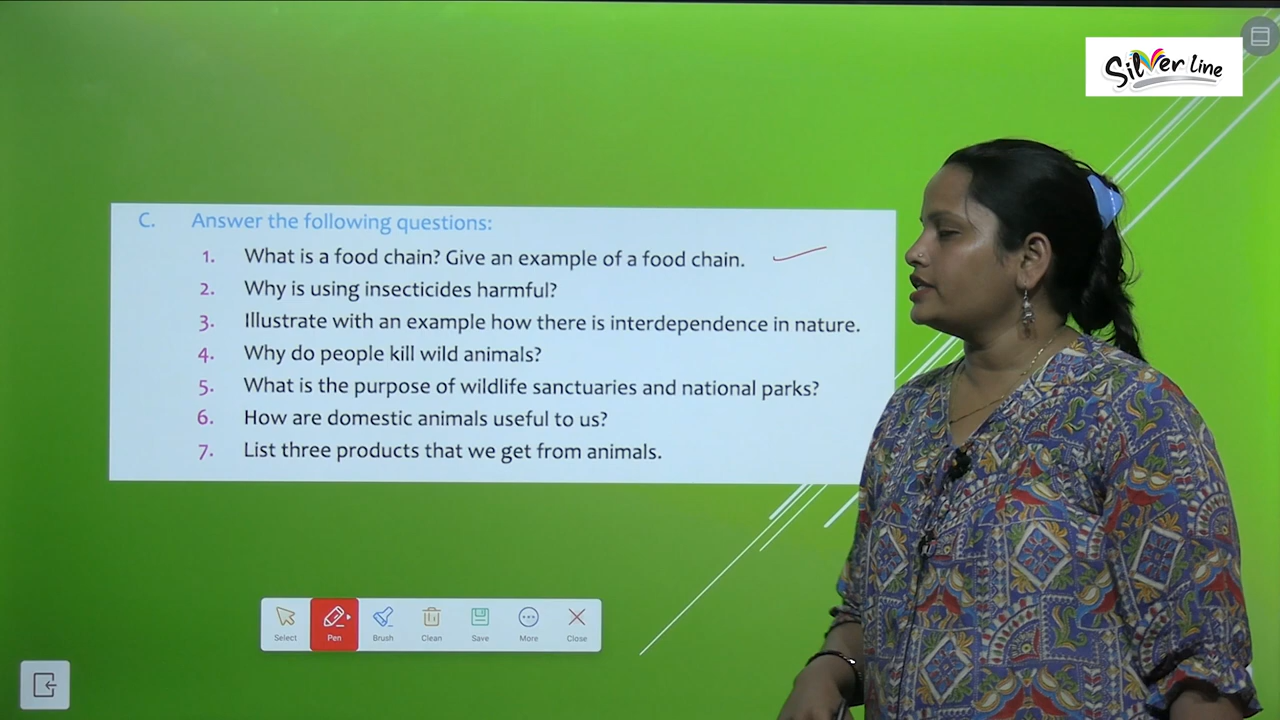 Silver Line
C. Answer the following questions:
1. What is a food chain? Give an example of a food chain.
2. Why is using insecticides harmful?
3. Illustrate with an example how there is interdependence in nature.
4. Why do people kill wild animals?
5. What is the purpose of wildlife sanctuaries and national parks?
6. How are domestic animals useful to us?
7. List three products that we get from animals.
Select Pen Brush Clean Save More Close